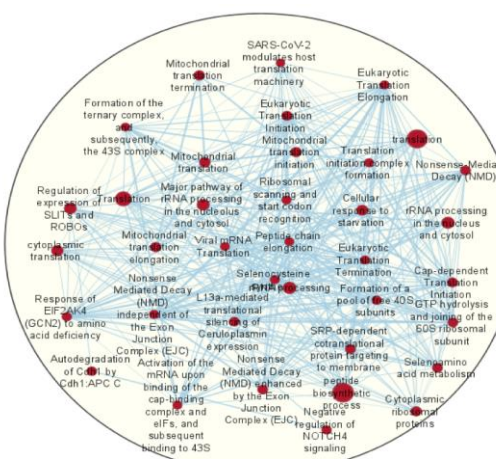 SARS-CoV-2
modulates host
translation
machinery
Mitochondrial
translation
termination
Eukaryotic
Translation
Elongation
Formation of the
ternary complex,
and
subsequently,
the 43S complex
Eukaryotic
Translation
Initiation
Mitochondrial
translation
initiation
translation
Mitochondrial
translation
Translation
initiation complex
formation
Nonsense-Mediated
Decay (NMD)
Regulation of
expression of
SLITs and
ROBOs
Translation
Major pathway of
rRNA processing
in the nucleolus
and cytosol
Ribosomal
scanning and
start codon
recognition
Cellular
response to
starvation
rRNA processing
in the nucleus
and cytosol
cytoplasmic
translation
Mitochondrial
translation
elongation
Viral mRNA
Translation
Peptide chain
elongation
Eukaryotic
Translation
Termination
Cap-dependent
Translation
Initiation
Selenocysteine
processing
Response of
EIF2AK4
(GCN2) to amino
acid deficiency
Nonsense
Mediated Decay
(NMD)
independent of
the Exon
Junction
Complex (EJC)
L13a-mediated
translational
silencing of
Ceruloplasmin
expression
Formation of a
pool of free 40S
subunits
GTP hydrolysis
and joining of the
60S ribosomal
subunit
SRP-dependent
cotranslational
protein targeting
to membrane
Autodegradation
of Cdh1 by
Cdh1:APC C
Activation of the
mRNA upon
binding of the
cap-binding
complex and
eIFs, and
subsequent
binding to 43S
Nonsense
Mediated Decay
(NMD) enhanced
by the Exon
Junction
Complex (EJC)
peptide
biosynthetic
process
Selenoamino
acid metabolism
Negative
regulation of
NOTCH4
signaling
Cytoplasmic
ribosomal
proteins